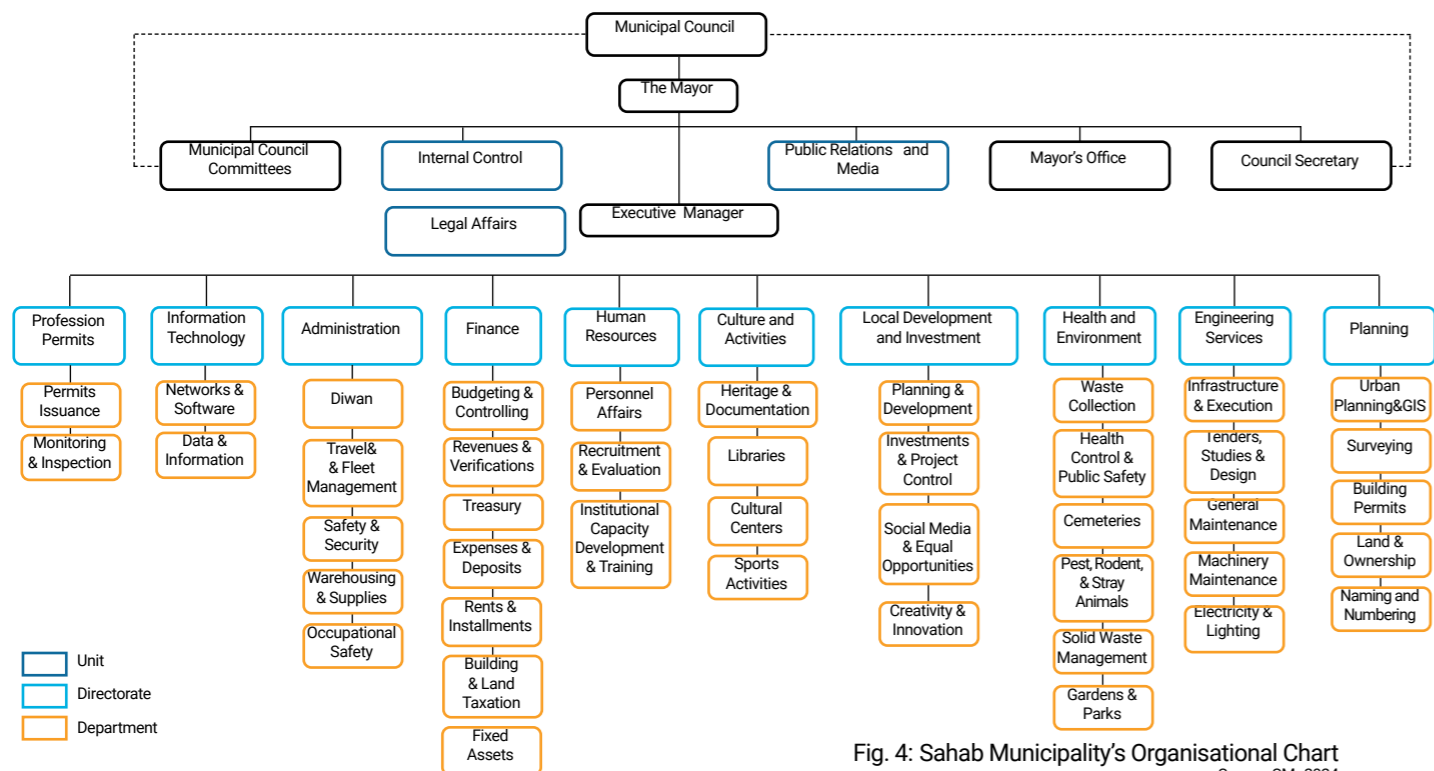 Municipal Council
The Mayor
Municipal Council
Committees
Internal Control
Public Relations and
Media
Mayor's Office
Council Secretary
Legal Affairs
Executive Manager
Profession
Permits
Information
Technology
Administration
Finance
Human
Resources
Culture and
Activities
Local Development
and Investment
Health and
Environment
Engineering
Services
Planning
Permits
Issuance
Monitoring
& Inspection
Networks &
Software
Data &
Information
Diwan
Travel&
& Fleet
Management
Safety &
Security
Warehousing
& Supplies
Occupational
Safety
Budgeting &
Controlling
Revenues &
Verifications
Treasury
Expenses &
Deposits
Rents &
Installments
Building
& Land
Taxation
Fixed
Assets
Personnel
Affairs
Recruitment
& Evaluation
Institutional
Capacity
Development
& Training
Heritage &
Documentation
Libraries
Cultural
Centers
Sports
Activities
Planning &
Development
Investments
& Project
Control
Social Media
& Equal
Opportunities
Creativity &
Innovation
Waste
Collection
Health
Control &
Public Safety
Cemeteries
Pest, Rodent,
& Stray
Animals
Solid Waste
Management
Gardens &
Parks
Infrastructure
& Execution
Tenders,
Studies &
Design
General
Maintenance
Machinery
Maintenance
Electricity &
Lighting
Urban
Planning&GIS
Surveying
Building
Permits
Land &
Ownership
Naming and
Numbering
Unit
Directorate
Department
Fig. 4: Sahab Municipality's Organisational Chart